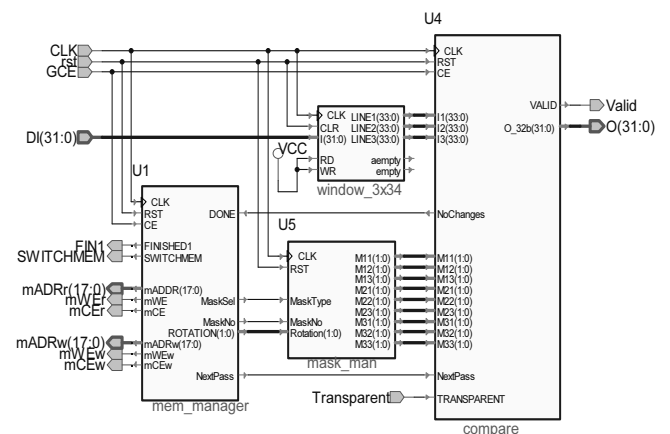 U4
CLK
rst
GCE
CLK
RST
CE
VALID
Valid
O_32b(31:0)
O(31:0)
DI(31:0)
CLK
CLR
I(31:0)
LINE1(33:0)
LINE2(33:0)
LINE3(33:0)
I1(33:0)
I2(33:0)
I3(33:0)
VCC
RD
WR
aempty
empty
window_3x34
U1
CLK
RST
CE
DONE
NoChanges
U5
FIN1
SWITCHMEM
FINISHED1
SWITCHMEM
CLK
RST
M11(1:0)
M12(1:0)
M13(1:0)
M21(1:0)
M22(1:0)
M23(1:0)
M31(1:0)
M32(1:0)
M33(1:0)
M11(1:0)
M12(1:0)
M13(1:0)
M21(1:0)
M22(1:0)
M23(1:0)
M31(1:0)
M32(1:0)
M33(1:0)
mADRr(17:0)
mWEr
mCEr
mADDR(17:0)
mWE
mCE
MaskSel
MaskType
MaskNo
MaskNo
ROTATION(1:0)
Rotation(1:0)
mADRw(17:0)
mWEw
mCEw
mADRw(17:0)
mWEw
mCEw
mask_man
NextPass
NextPass
mem_manager
Transparent
TRANSPARENT
compare